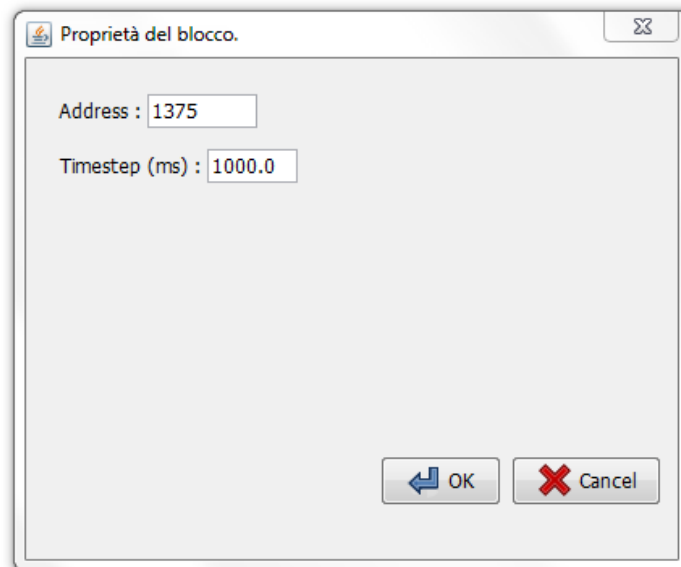 Proprietà del blocco.
Address : 1375
Timestep (ms) : 1000.0
OK Cancel